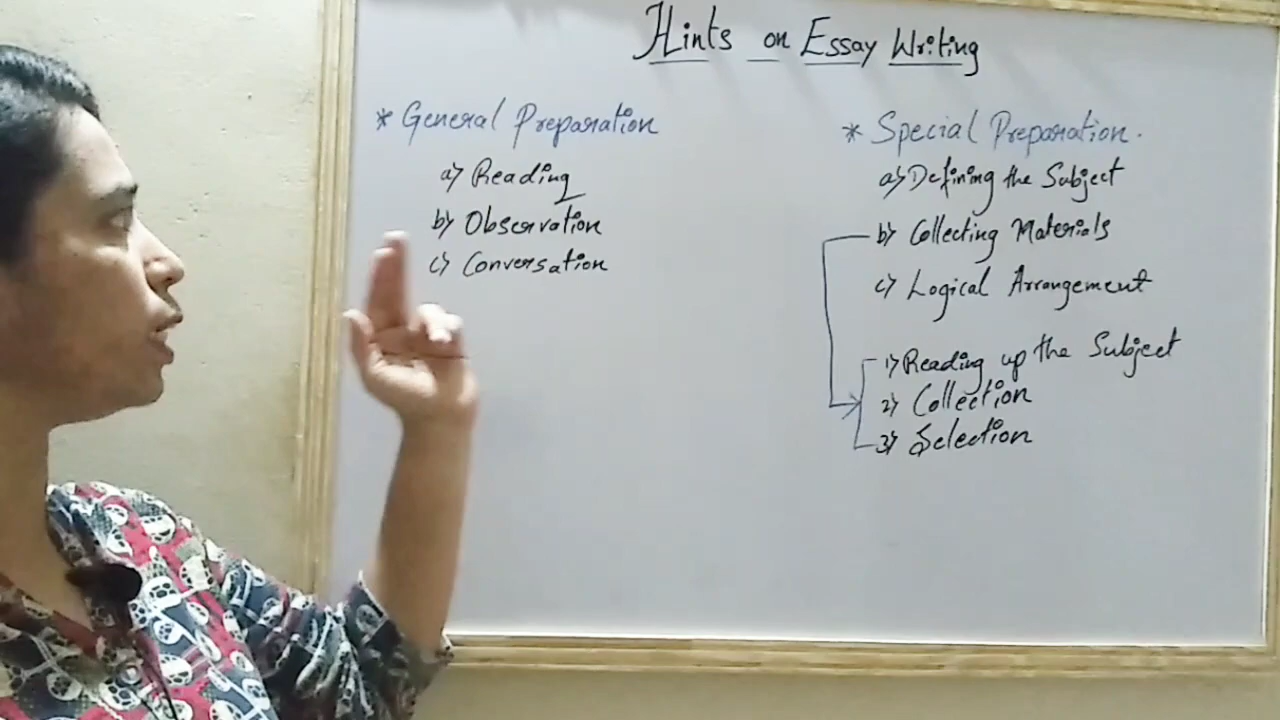 Hints on Essay Writing
* General Preparation
a) Reading
b) Observation
c) Conversation
* Special Preparation.
a) Defining the Subject
b) Collecting Materials
c) Logical Arrangement
1) Reading up the Subject
2) Collection
3) Selection